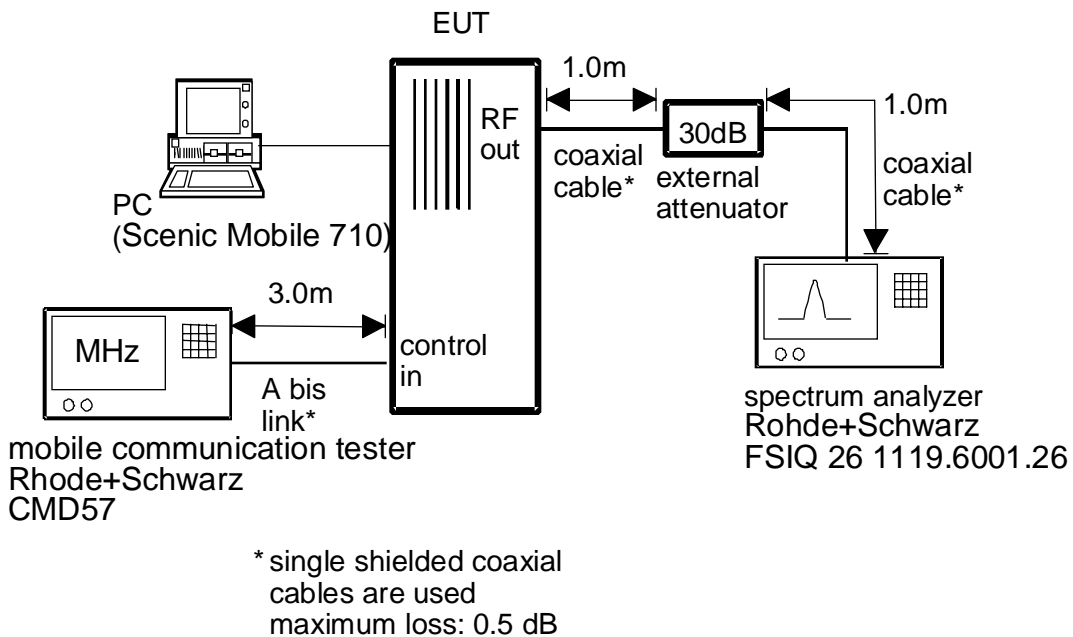 EUT
1.0m
1.0m
RF
out
30dB
coaxial
cable*
external
attenuator
coaxial
cable*
PC
(Scenic Mobile 710)
3.0m
MHz
control
in
A bis
link*
mobile communication tester
Rhode+Schwarz
CMD57
spectrum analyzer
Rohde+Schwarz
FSIQ 26 1119.6001.26
* single shielded coaxial
cables are used
maximum loss: 0.5 dB